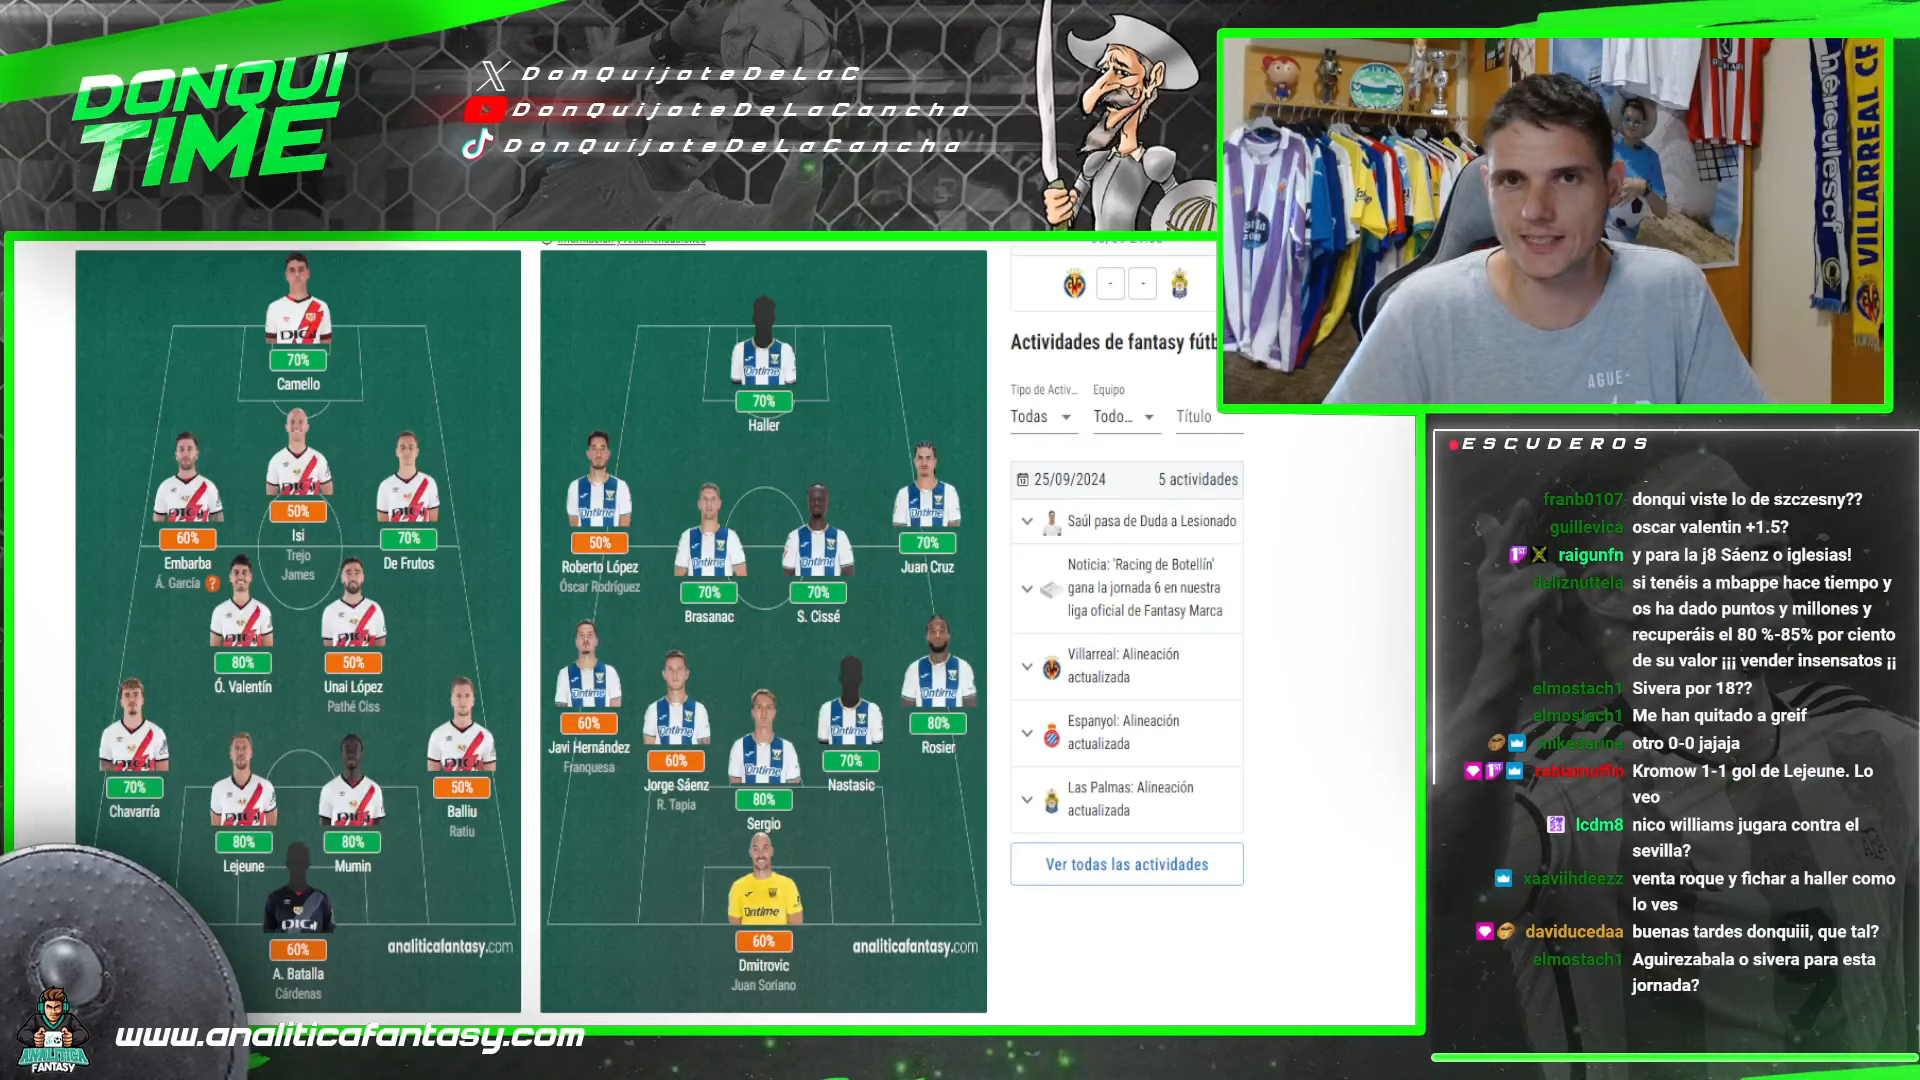 DONQUI
TIME
DonQuijoteDeLaC
DonQuijoteDeLaCancha
DonQuijoteDeLaCancha
herculescf
VILLARREAL CF
AGUE-
70%
Camello
60%
Embarba
Á. García
50%
Isi
Trejo
James
70%
De Frutos
80%
Ó. Valentín
50%
Unai López
Pathé Ciss
70%
Chavarría
80%
Lejeune
80%
Mumin
50%
Balliu
Ratiu
60%
A. Batalla
Cárdenas
analiticafantasy.com
70%
Haller
50%
Roberto López
Óscar Rodríguez
70%
Brasanac
70%
S. Cissé
70%
Juan Cruz
60%
Javi Hernández
Franquesa
60%
Jorge Sáenz
R. Tapia
80%
Sergio
70%
Nastasic
80%
Rosier
60%
Dmitrovic
Juan Soriano
analiticafantasy.com
- -
Actividades de fantasy fútb
Tipo de Activ...
Equipo
Todas
Todo...
Título
25/09/2024
5 actividades
Saúl pasa de Duda a Lesionado
Noticia: 'Racing de Botellín'
gana la jornada 6 en nuestra
liga oficial de Fantasy Marca
Villarreal: Alineación
actualizada
Espanyol: Alineación
actualizada
Las Palmas: Alineación
actualizada
Ver todas las actividades
ESCUDEROS
franb0107 donqui viste lo de szczesny??
guillevica oscar valentin +1.5?
raigunfn y para la j8 Sáenz o iglesias!
daliznuttela si tenéis a mbappe hace tiempo y
os ha dado puntos y millones y
recuperáis el 80 %-85% por ciento
de su valor ¡¡¡ vender insensatos ¡¡
elmostach1 Sivera por 18??
elmostach1 Me han quitado a greif
mikedarina otro 0-0 jajaja
rabiamuffin Kromow 1-1 gol de Lejeune. Lo
veo
lcdm8 nico williams jugara contra el
sevilla?
xaaviihdeezz venta roque y fichar a haller como
lo ves
daviducedaa buenas tardes donquiii, que tal?
elmostach1 Aguirezabala o sivera para esta
jornada?
ANALITICA
FANTASY
www.analiticafantasy.com